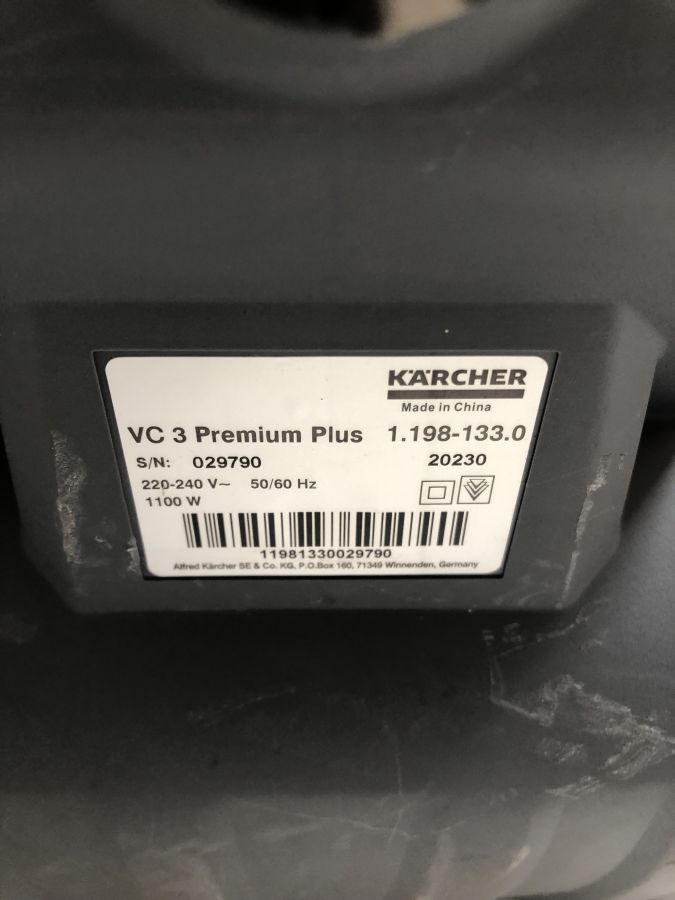 KÄRCHER
Made in China
VC 3 Premium Plus 1.198-133.0
S/N: 029790 20230
220-240 V~ 50/60 Hz
1100 W
11981330029790
Alfred Kärcher SE & Co. KG, P.O.Box 160, 71349 Winnenden, Germany